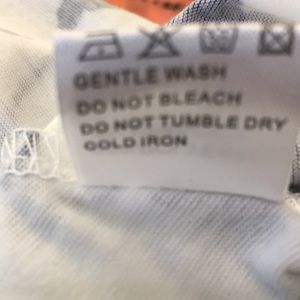 GENTLE WASH
DO NOT BLEACH
DO NOT TUMBLE DRY
COLD IRON